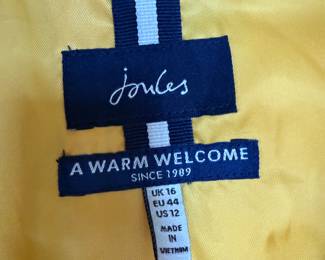 Joules
A WARM WELCOME
SINCE 1989
UK 16
EU 44
US 12
MADE
IN
VIETNAM